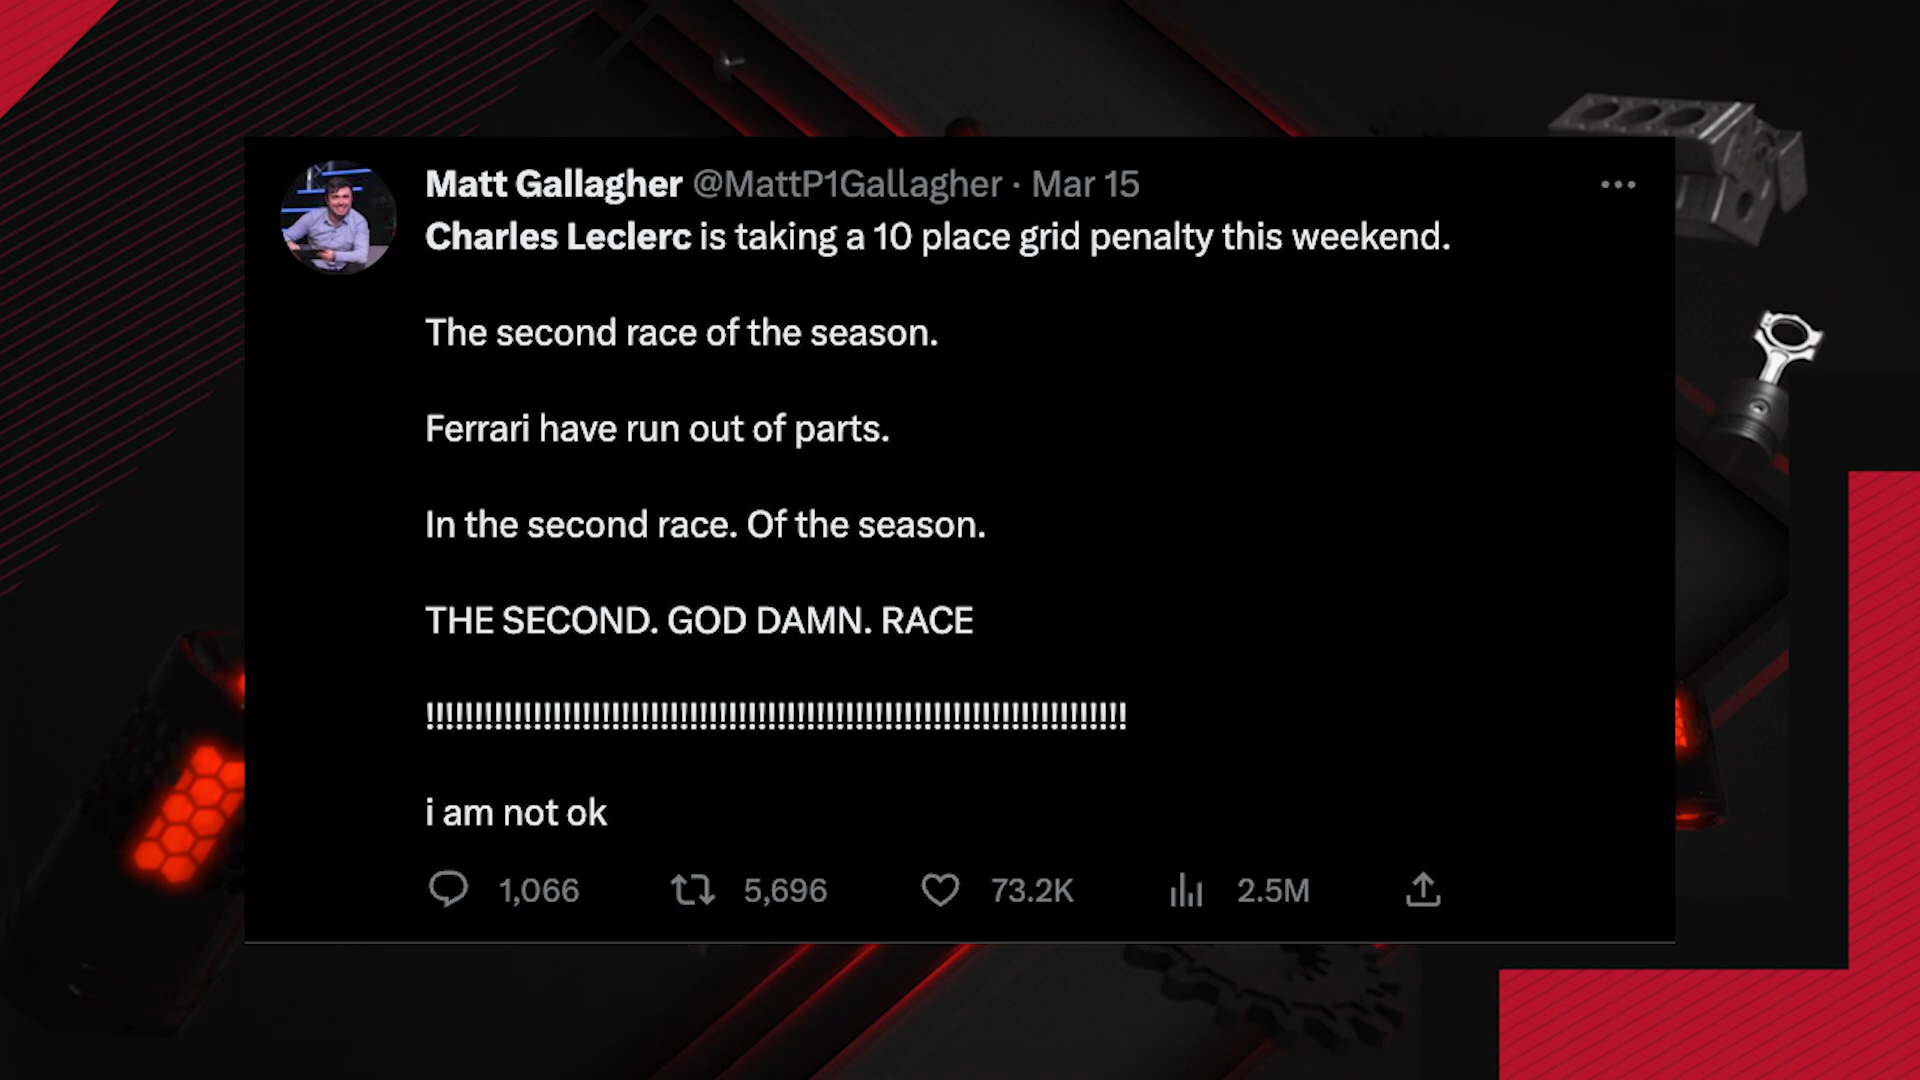 Matt Gallagher @MattP1Gallagher · Mar 15
Charles Leclerc is taking a 10 place grid penalty this weekend.
The second race of the season.
Ferrari have run out of parts.
In the second race. Of the season.
THE SECOND. GOD DAMN. RACE
!!!!!!!!!!!!!!!!!!!!!!!!!!!!!!!!!!!!!!!!!!!!!!!!!!!!!!!!!!!!!!!!!!!!!!!!
i am not ok
1,066 5,696 73.2K 2.5M